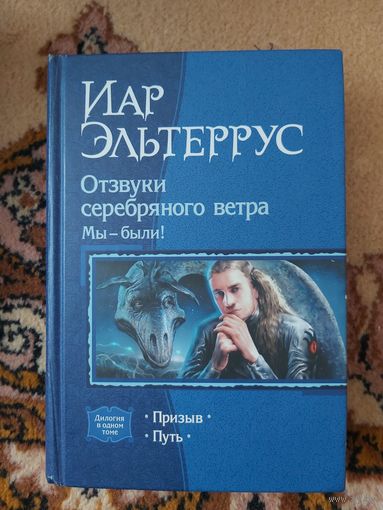 Иар
Эльтеррус
Отзвуки
серебряного ветра
Мы – были!
Дилогия
в одном
томе
• Призыв •
• Путь •